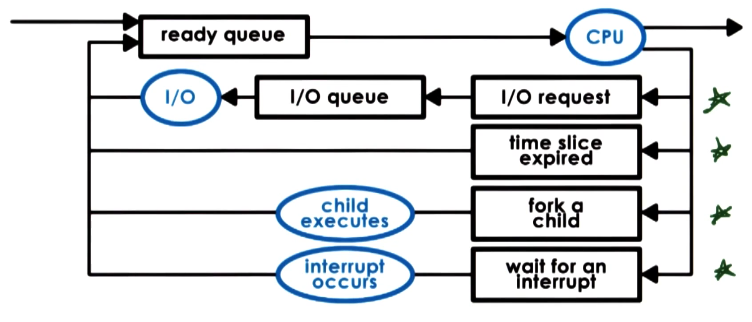 ready queue
CPU
I/O
I/O queue
I/O request
time slice
expired
child
executes
fork a
child
interrupt
occurs
wait for an
interrupt